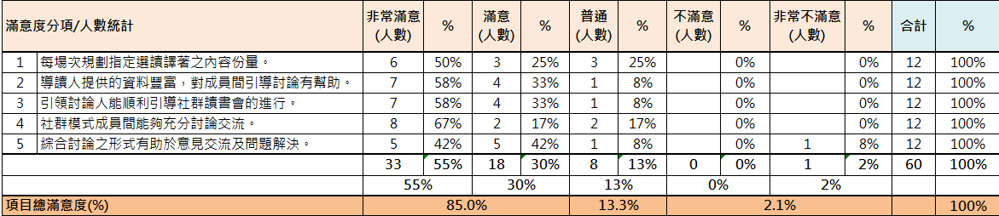 滿意度分項/人數統計 非常滿意(人數) % 滿意(人數) % 普通(人數) % 不滿意(人數) % 非常不滿意(人數) % 合計 %
1 每場次規劃指定選讀譯著之內容份量。 6 50% 3 25% 3 25% 0% 0% 12 100%
2 導讀人提供的資料豐富，對成員間引導討論有幫助。 7 58% 4 33% 1 8% 0% 0% 12 100%
3 引領討論人能順利引導社群讀書會的進行。 7 58% 4 33% 1 8% 0% 0% 12 100%
4 社群模式成員間能夠充分討論交流。 8 67% 2 17% 2 17% 0% 0% 12 100%
5 綜合討論之形式有助於意見交流及問題解決。 5 42% 5 42% 1 8% 0% 1 8% 12 100%
33 55% 18 30% 8 13% 0 0% 1 2% 60 100%
55% 30% 13% 0% 2%
項目總滿意度(%) 85.0% 13.3% 2.1% 100%